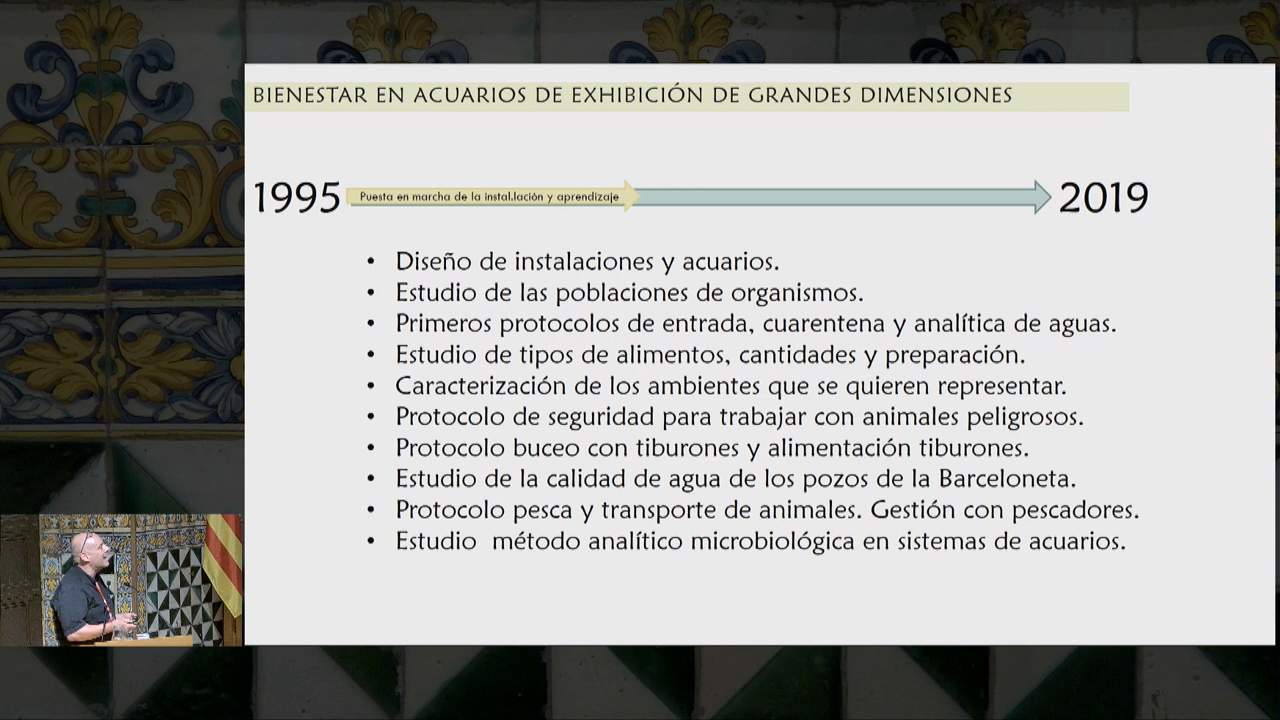 BIENESTAR EN ACUARIOS DE EXHIBICIÓN DE GRANDES DIMENSIONES
1995 Puesta en marcha de la instal.lación y aprendizaje 2019
• Diseño de instalaciones y acuarios.
• Estudio de las poblaciones de organismos.
• Primeros protocolos de entrada, cuarentena y analítica de aguas.
• Estudio de tipos de alimentos, cantidades y preparación.
• Caracterización de los ambientes que se quieren representar.
• Protocolo de seguridad para trabajar con animales peligrosos.
• Protocolo buceo con tiburones y alimentación tiburones.
• Estudio de la calidad de agua de los pozos de la Barceloneta.
• Protocolo pesca y transporte de animales. Gestión con pescadores.
• Estudio método analítico microbiológica en sistemas de acuarios.